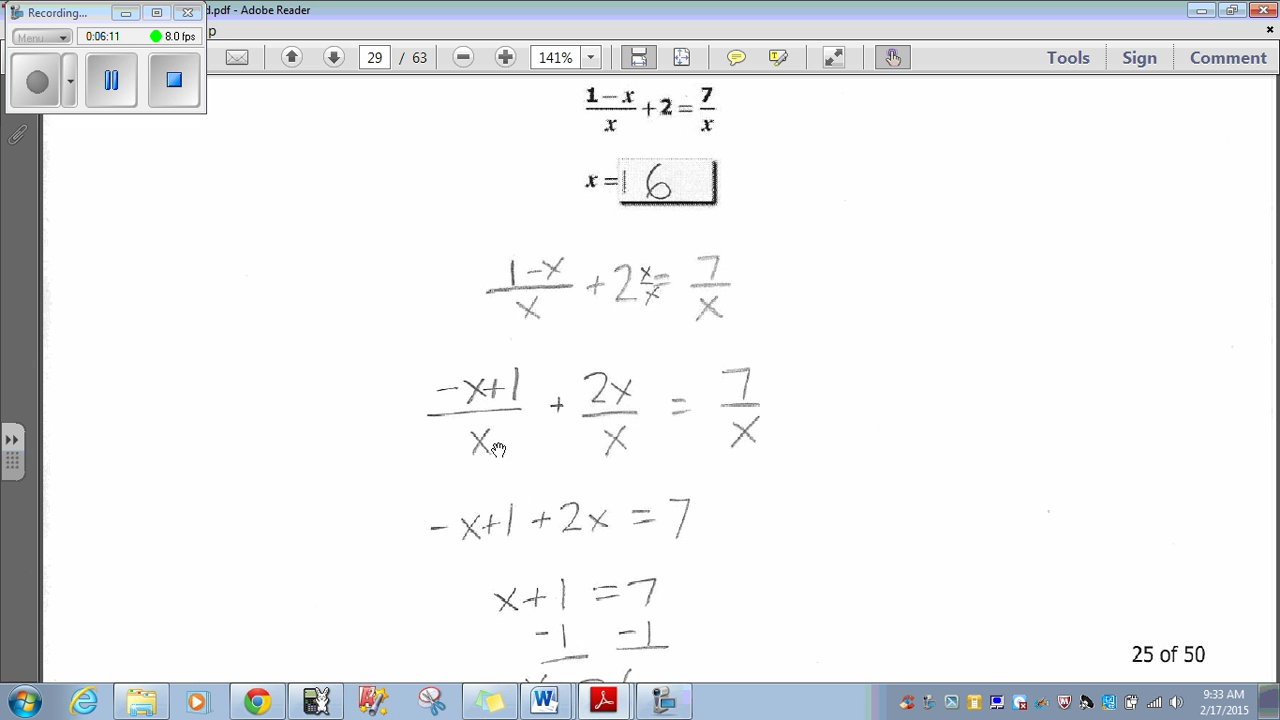 Recording...
d.pdf - Adobe Reader
Menu
0:06:11
8.0 fps
p
29 / 63
141%
Tools Sign Comment
1-x/x + 2 = 7/x
x = 6
1-x/x + 2 x/x = 7/x
-x+1/x + 2x/x = 7/x
-x+1+2x = 7
x+1 = 7
-1 -1
25 of 50
9:33 AM
2/17/2015